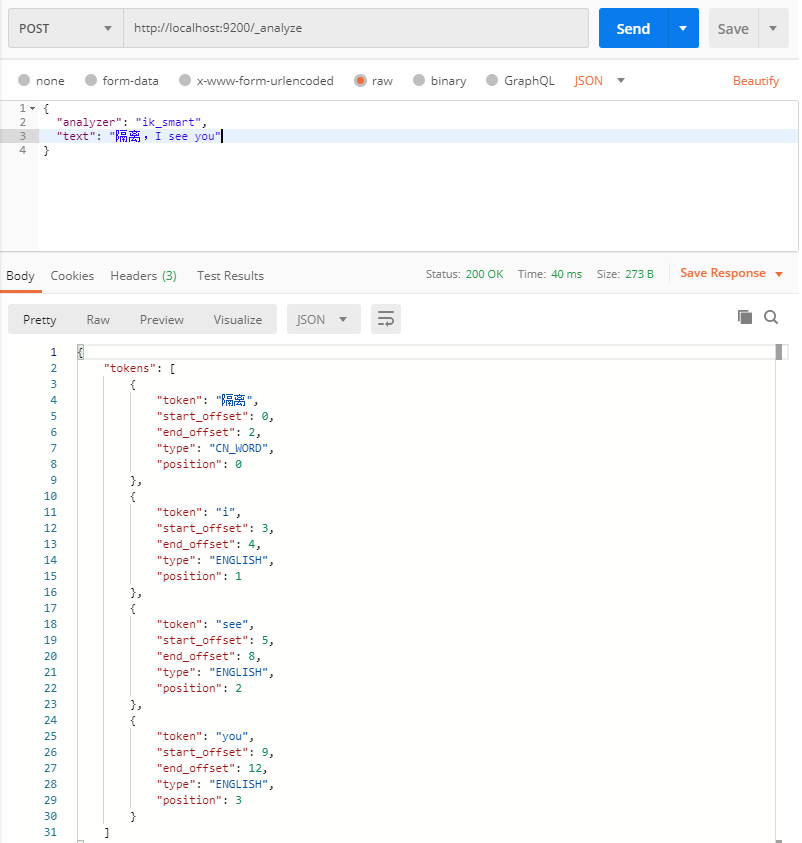 POST http://localhost:9200/_analyze Send Save
none form-data x-www-form-urlencoded raw binary GraphQL JSON Beautify
1 {
2 "analyzer": "ik_smart",
3 "text": "隔离，I see you"
4 }
Body Cookies Headers (3) Test Results Status: 200 OK Time: 40 ms Size: 273 B Save Response
Pretty Raw Preview Visualize JSON
1 {
2 "tokens": [
3 {
4 "token": "隔离",
5 "start_offset": 0,
6 "end_offset": 2,
7 "type": "CN_WORD",
8 "position": 0
9 },
10 {
11 "token": "i",
12 "start_offset": 3,
13 "end_offset": 4,
14 "type": "ENGLISH",
15 "position": 1
16 },
17 {
18 "token": "see",
19 "start_offset": 5,
20 "end_offset": 8,
21 "type": "ENGLISH",
22 "position": 2
23 },
24 {
25 "token": "you",
26 "start_offset": 9,
27 "end_offset": 12,
28 "type": "ENGLISH",
29 "position": 3
30 }
31 ]